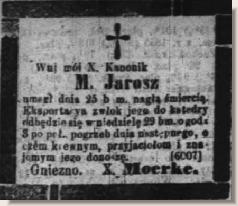 Wuj mój X. Kanonik
M. Jarosz
umarł dnia 25 b m. nagłą śmiercią.
Eksportacya zwłok jego do katedry
odbędzie się w niedzielę 29 bm. o godz
3 po poł., pogrzeb dnia następnego, o
czem krewnym, przyjaciołom i zna-
jomym jego donoszę. [6007]
Gniezno. X. Moerke.